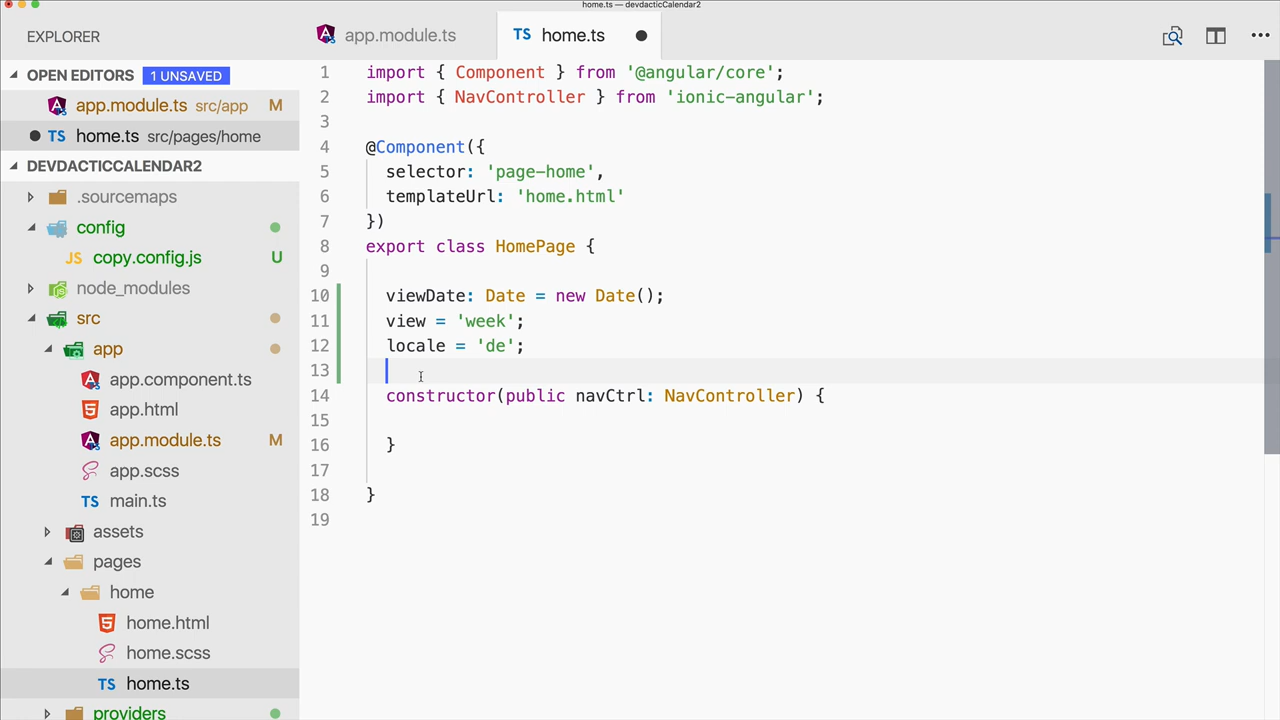 home.ts — devdacticCalendar2
EXPLORER
app.module.ts
TS home.ts
OPEN EDITORS 1 UNSAVED
app.module.ts src/app M
TS home.ts src/pages/home
DEVDACTICCALENDAR2
.sourcemaps
config
JS copy.config.js U
node_modules
src
app
app.component.ts
app.html
app.module.ts M
app.scss
TS main.ts
assets
pages
home
home.html
home.scss
TS home.ts
providers
1 import { Component } from '@angular/core';
2 import { NavController } from 'ionic-angular';
3
4 @Component({
5 selector: 'page-home',
6 templateUrl: 'home.html'
7 })
8 export class HomePage {
9
10 viewDate: Date = new Date();
11 view = 'week';
12 locale = 'de';
13
14 constructor(public navCtrl: NavController) {
15
16 }
17
18 }
19